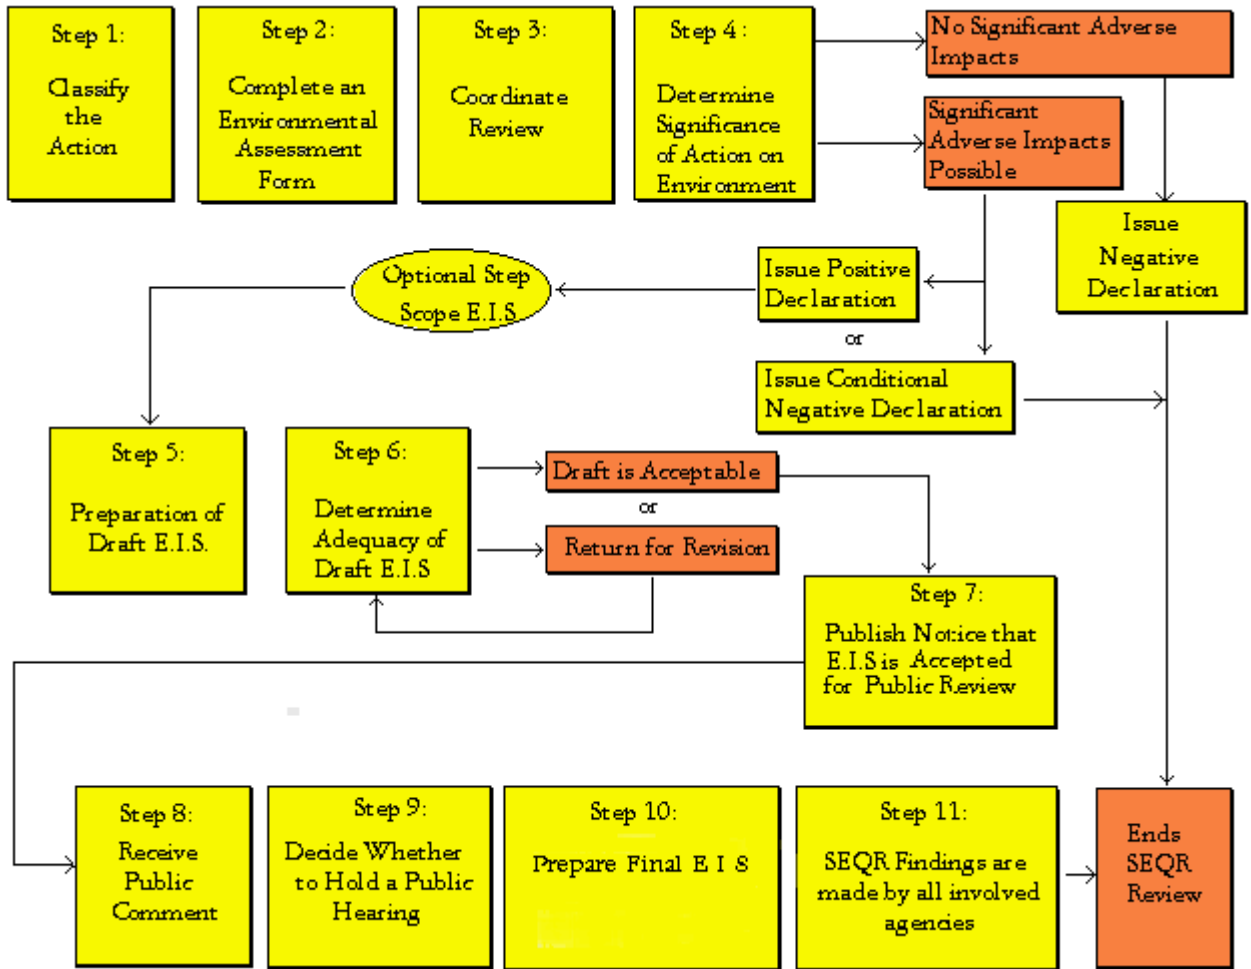 Step 1:
Classify
the
Action
Step 2:
Complete an
Environmental
Assessment
Form
Step 3:
Coordinate
Review
Step 4:
Determine
Significance
of Action on
Environment
No Significant Adverse
Impacts
Significant
Adverse Impacts
Possible
Issue
Negative
Declaration
Issue Positive
Declaration
or
Issue Conditional
Negative Declaration
Optional Step
Scope E.I.S
Step 5:
Preparation of
Draft E.I.S.
Step 6:
Determine
Adequacy of
Draft E.I.S
Draft is Acceptable
or
Return for Revision
Step 7:
Publish Notice that
E.I.S is Accepted
for Public Review
Step 8:
Receive
Public
Comment
Step 9:
Decide Whether
to Hold a Public
Hearing
Step 10:
Prepare Final E I S
Step 11:
SEQR Findings are
made by all involved
agencies
Ends
SEQR
Review